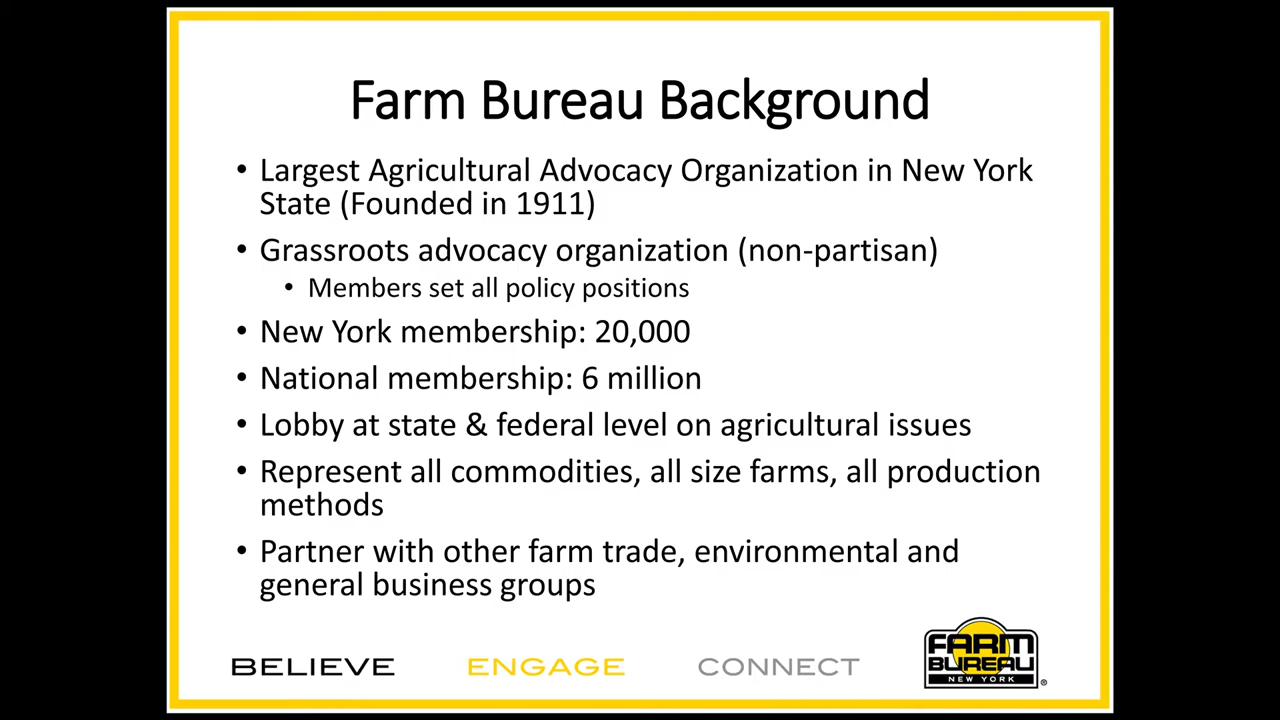 Farm Bureau Background
• Largest Agricultural Advocacy Organization in New York
State (Founded in 1911)
• Grassroots advocacy organization (non-partisan)
• Members set all policy positions
• New York membership: 20,000
• National membership: 6 million
• Lobby at state & federal level on agricultural issues
• Represent all commodities, all size farms, all production
methods
• Partner with other farm trade, environmental and
general business groups
BELIEVE ENGAGE CONNECT
FARM
BUREAU
NEW YORK ®